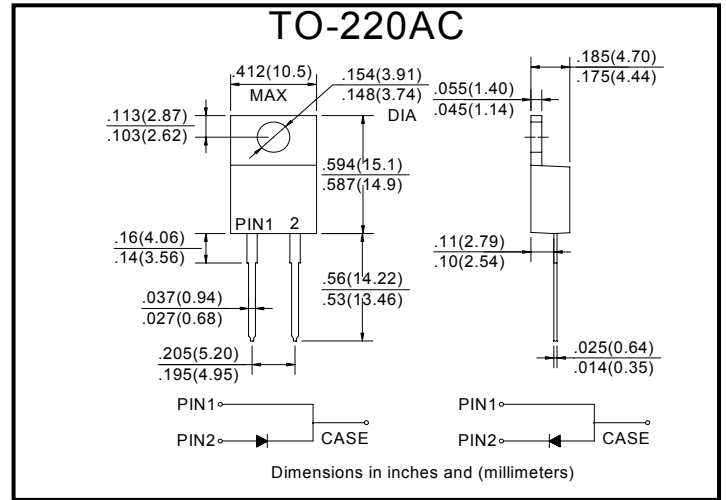 TO-220AC
.412(10.5)
MAX
.154(3.91)
.148(3.74)
DIA
.185(4.70)
.175(4.44)
.055(1.40)
.045(1.14)
.113(2.87)
.103(2.62)
.594(15.1)
.587(14.9)
PIN1 2
.16(4.06)
.14(3.56)
.11(2.79)
.10(2.54)
.56(14.22)
.53(13.46)
.037(0.94)
.027(0.68)
.205(5.20)
.195(4.95)
.025(0.64)
.014(0.35)
PIN1
PIN2
CASE
PIN1
PIN2
CASE
Dimensions in inches and (millimeters)